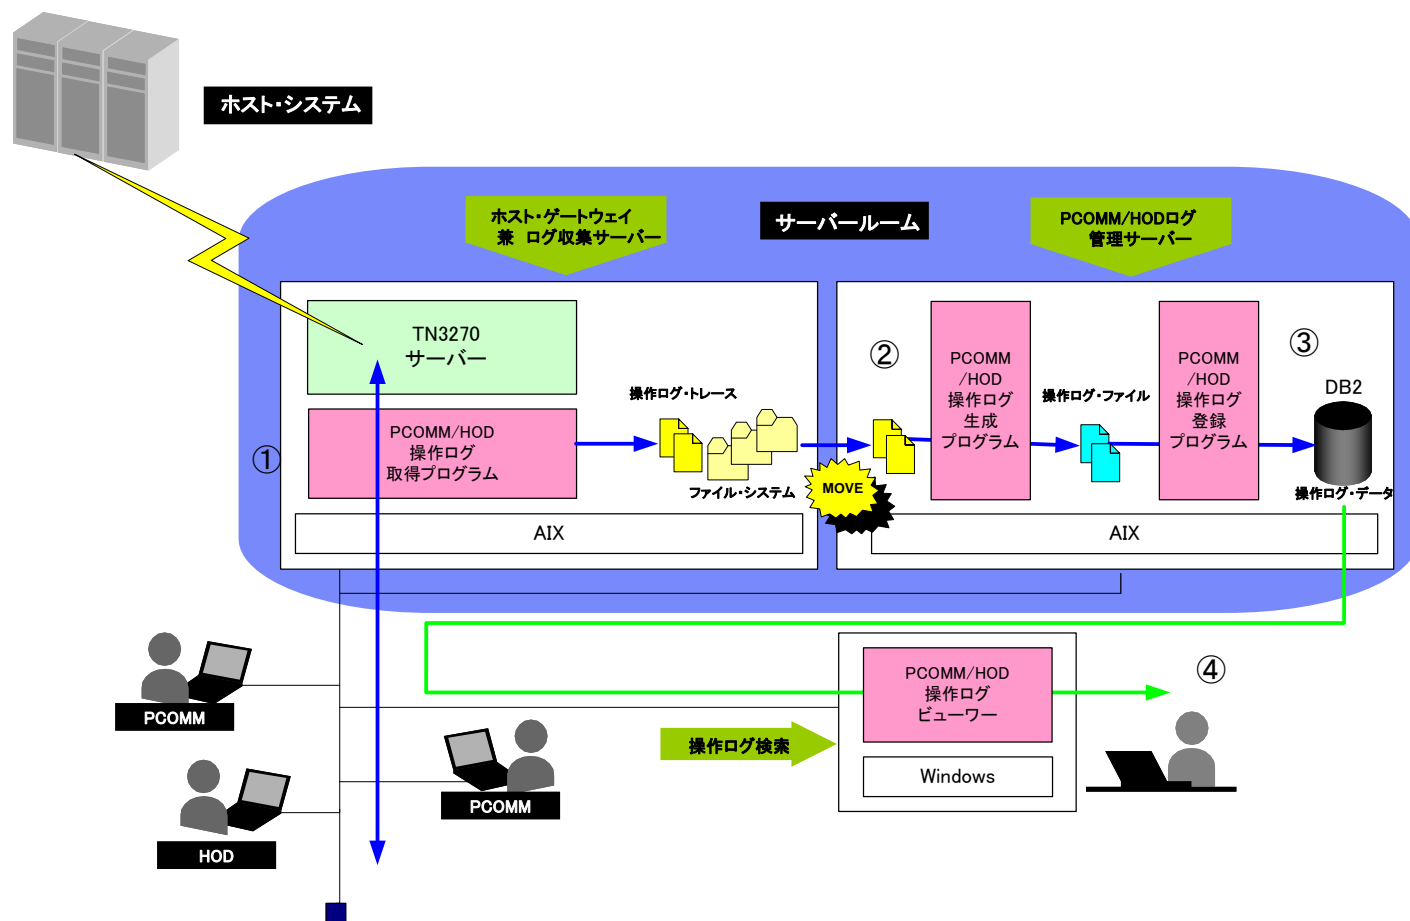 ホスト・システム
ホスト・ゲートウェイ
兼 ログ収集サーバー
サーバールーム
PCOMM/HODログ
管理サーバー
TN3270
サーバー
①
PCOMM/HOD
操作ログ
取得プログラム
操作ログ・トレース
ファイル・システム
AIX
MOVE
②
PCOMM
/HOD
操作ログ
生成
プログラム
操作ログ・ファイル
PCOMM
/HOD
操作ログ
登録
プログラム
③
DB2
操作ログ・データ
AIX
PCOMM
PCOMM
HOD
操作ログ検索
PCOMM/HOD
操作ログ
ビューワー
Windows
④